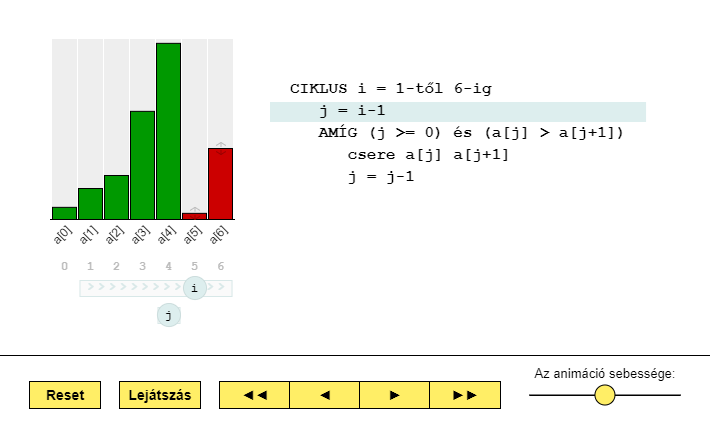 CIKLUS i = 1-től 6-ig
j = i-1
AMÍG (j >= 0) és (a[j] > a[j+1])
csere a[j] a[j+1]
j = j-1
a[0] a[1] a[2] a[3] a[4] a[5] a[6]
0 1 2 3 4 5 6
i
j
Az animáció sebessége:
Reset Lejátszás